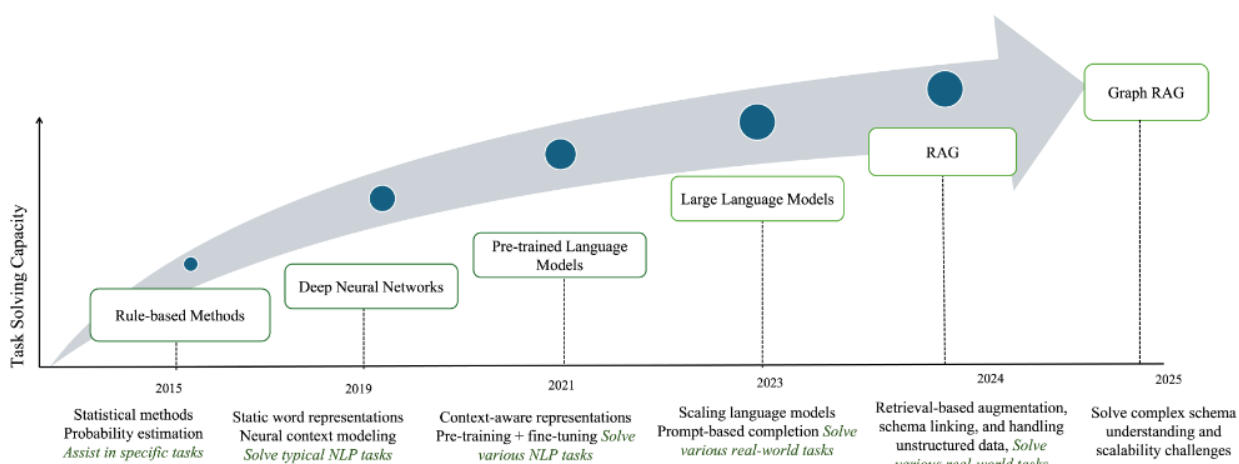 Task Solving Capacity
Rule-based Methods
Deep Neural Networks
Pre-trained Language
Models
Large Language Models
RAG
Graph RAG
2015
2019
2021
2023
2024
2025
Statistical methods
Probability estimation
Assist in specific tasks
Static word representations
Neural context modeling
Solve typical NLP tasks
Context-aware representations
Pre-training + fine-tuning Solve
various NLP tasks
Scaling language models
Prompt-based completion Solve
various real-world tasks
Retrieval-based augmentation,
schema linking, and handling
unstructured data, Solve
various real-world tasks
Solve complex schema
understanding and
scalability challenges